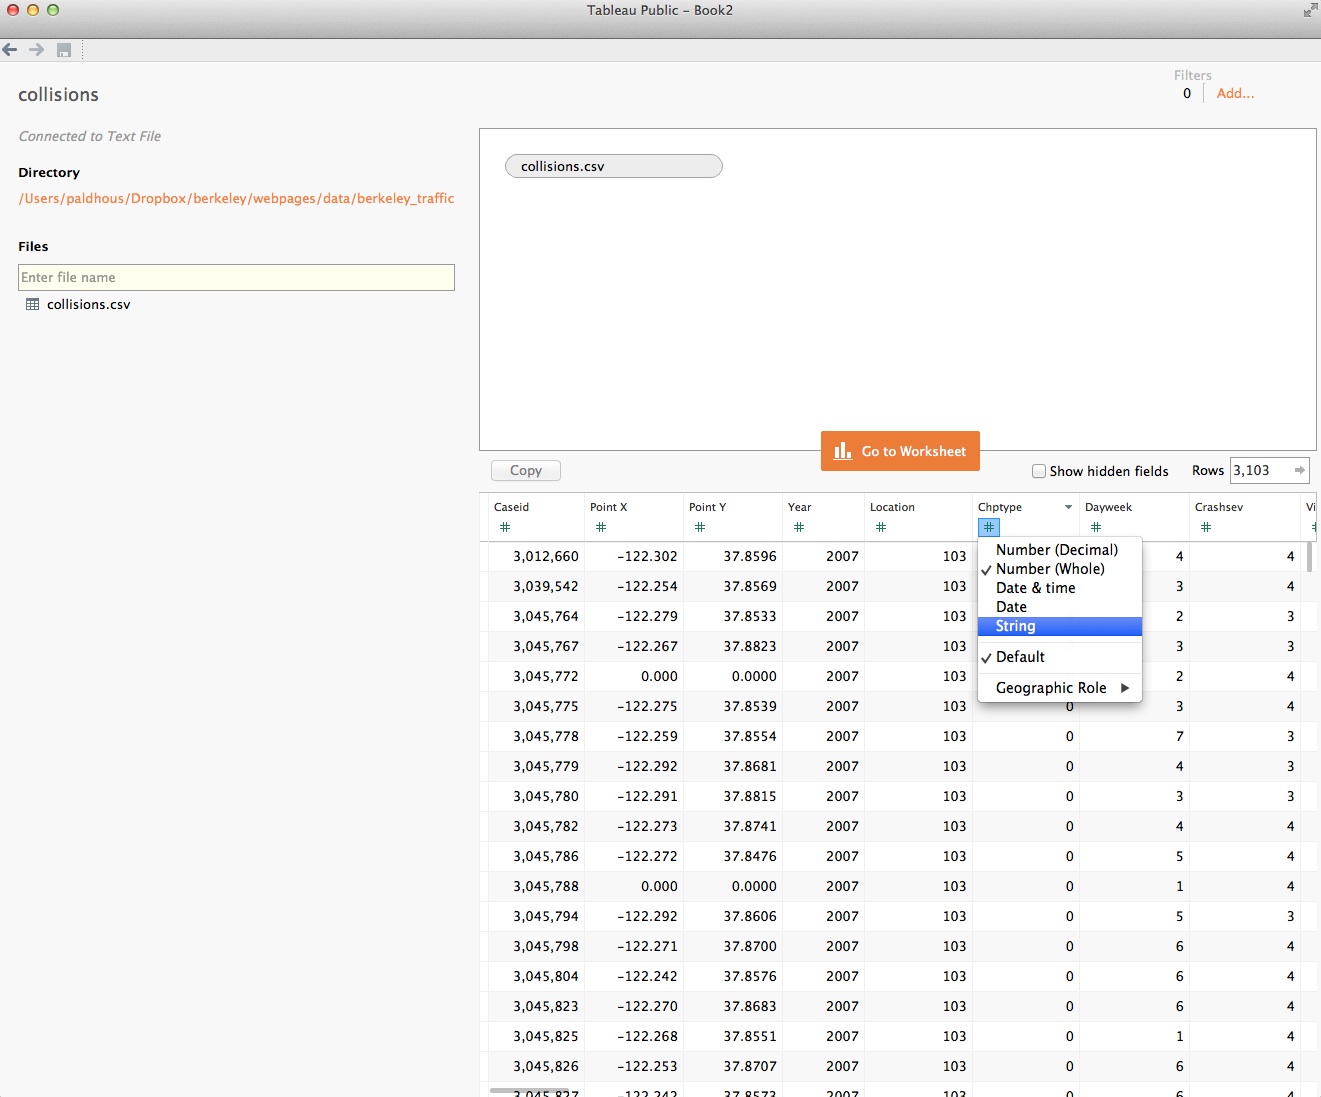 Tableau Public - Book2
collisions
Filters
0 Add...
Connected to Text File
Directory
/Users/paldhous/Dropbox/berkeley/webpages/data/berkeley_traffic
Files
Enter file name
collisions.csv
collisions.csv
Go to Worksheet
Copy
Show hidden fields
Rows 3,103
Caseid Point X Point Y Year Location Chptype Dayweek Crashsev
# # # # # # # #
Number (Decimal)
Number (Whole)
Date & time
Date
String
Default
Geographic Role
3,012,660 -122.302 37.8596 2007 103 4 4
3,039,542 -122.254 37.8569 2007 103 3 4
3,045,764 -122.279 37.8533 2007 103 2 3
3,045,767 -122.267 37.8823 2007 103 3 3
3,045,772 0.000 0.0000 2007 103 2 4
3,045,775 -122.275 37.8539 2007 103 0 3 4
3,045,778 -122.259 37.8554 2007 103 0 7 3
3,045,779 -122.292 37.8681 2007 103 0 4 3
3,045,780 -122.291 37.8815 2007 103 0 3 3
3,045,782 -122.273 37.8741 2007 103 0 4 4
3,045,786 -122.272 37.8476 2007 103 0 5 4
3,045,788 0.000 0.0000 2007 103 0 1 4
3,045,794 -122.292 37.8606 2007 103 0 5 3
3,045,798 -122.271 37.8700 2007 103 0 6 4
3,045,804 -122.242 37.8576 2007 103 0 6 4
3,045,823 -122.270 37.8683 2007 103 0 6 4
3,045,825 -122.268 37.8551 2007 103 0 1 4
3,045,826 -122.253 37.8707 2007 103 0 6 4
3,045,827 -122.242 37.8573 2007 103 0 6 4